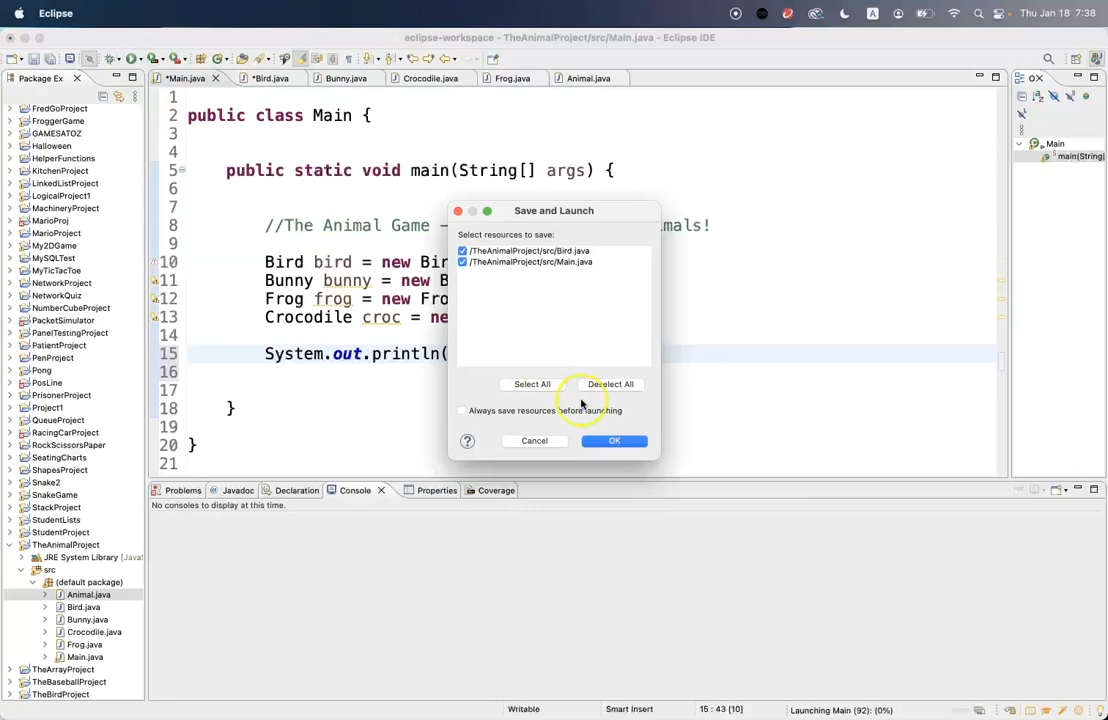 Eclipse
Thu Jan 18 7:38
eclipse-workspace - TheAnimalProject/src/Main.java - Eclipse IDE
Package Ex
*Main.java
*Bird.java
Bunny.java
Crocodile.java
Frog.java
Animal.java
FredGoProject
FroggerGame
GAMESATOZ
Halloween
HelperFunctions
KitchenProject
LinkedListProject
LogicalProject1
MachineryProject
MarioProj
MarioProject
My2DGame
MySQLTest
MyTicTacToe
NetworkProject
NetworkQuiz
NumberCubeProject
PacketSimulator
PanelTestingProject
PatientProject
PenProject
Pong
PosLine
PrisonerProject
Project1
QueueProject
RacingCarProject
RockScissorsPaper
SeatingCharts
ShapesProject
Snake2
SnakeGame
StackProject
StudentLists
StudentProject
TheAnimalProject
JRE System Library [Java
src
(default package)
Animal.java
Bird.java
Bunny.java
Crocodile.java
Frog.java
Main.java
TheArrayProject
TheBaseballProject
TheBirdProject
1
2 public class Main {
3
4
5 public static void main(String[] args) {
6
7
8 //The Animal Game – mals!
9
10 Bird bird = new Bir
11 Bunny bunny = new B
12 Frog frog = new Fro
13 Crocodile croc = ne
14
15 System.out.println(
16
17
18 }
19
20 }
21
Save and Launch
Select resources to save:
/TheAnimalProject/src/Bird.java
/TheAnimalProject/src/Main.java
Select All
Deselect All
Always save resources before launching
?
Cancel
OK
Main
main(String[]
Problems
Javadoc
Declaration
Console
Properties
Coverage
No consoles to display at this time.
Writable
Smart Insert
15 : 43 [10]
Launching Main (92): (0%)